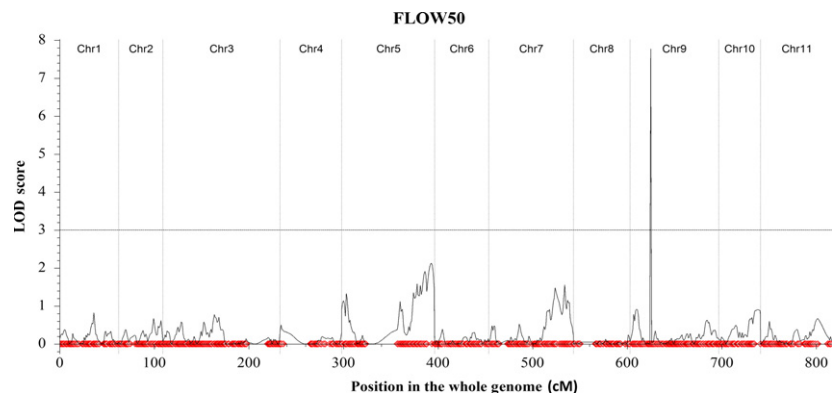 FLOW50
Chr1 Chr2 Chr3 Chr4 Chr5 Chr6 Chr7 Chr8 Chr9 Chr10 Chr11
8
7
6
5
4
3
2
1
0
LOD score
0 100 200 300 400 500 600 700 800
Position in the whole genome (cM)